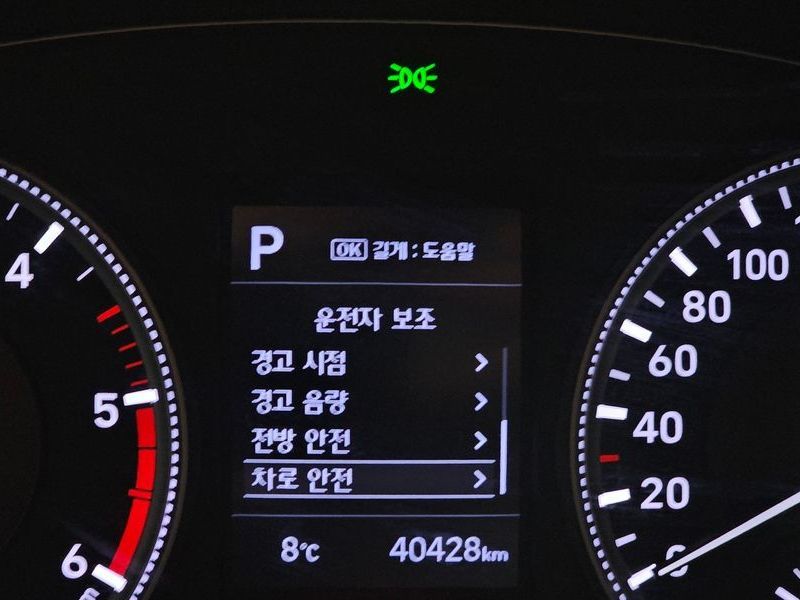 P
OK 길게 : 도움말
운전자 보조
경고 시점
경고 음량
전방 안전
차로 안전
8℃
40428km
4
5
6
100
80
60
40
20
0